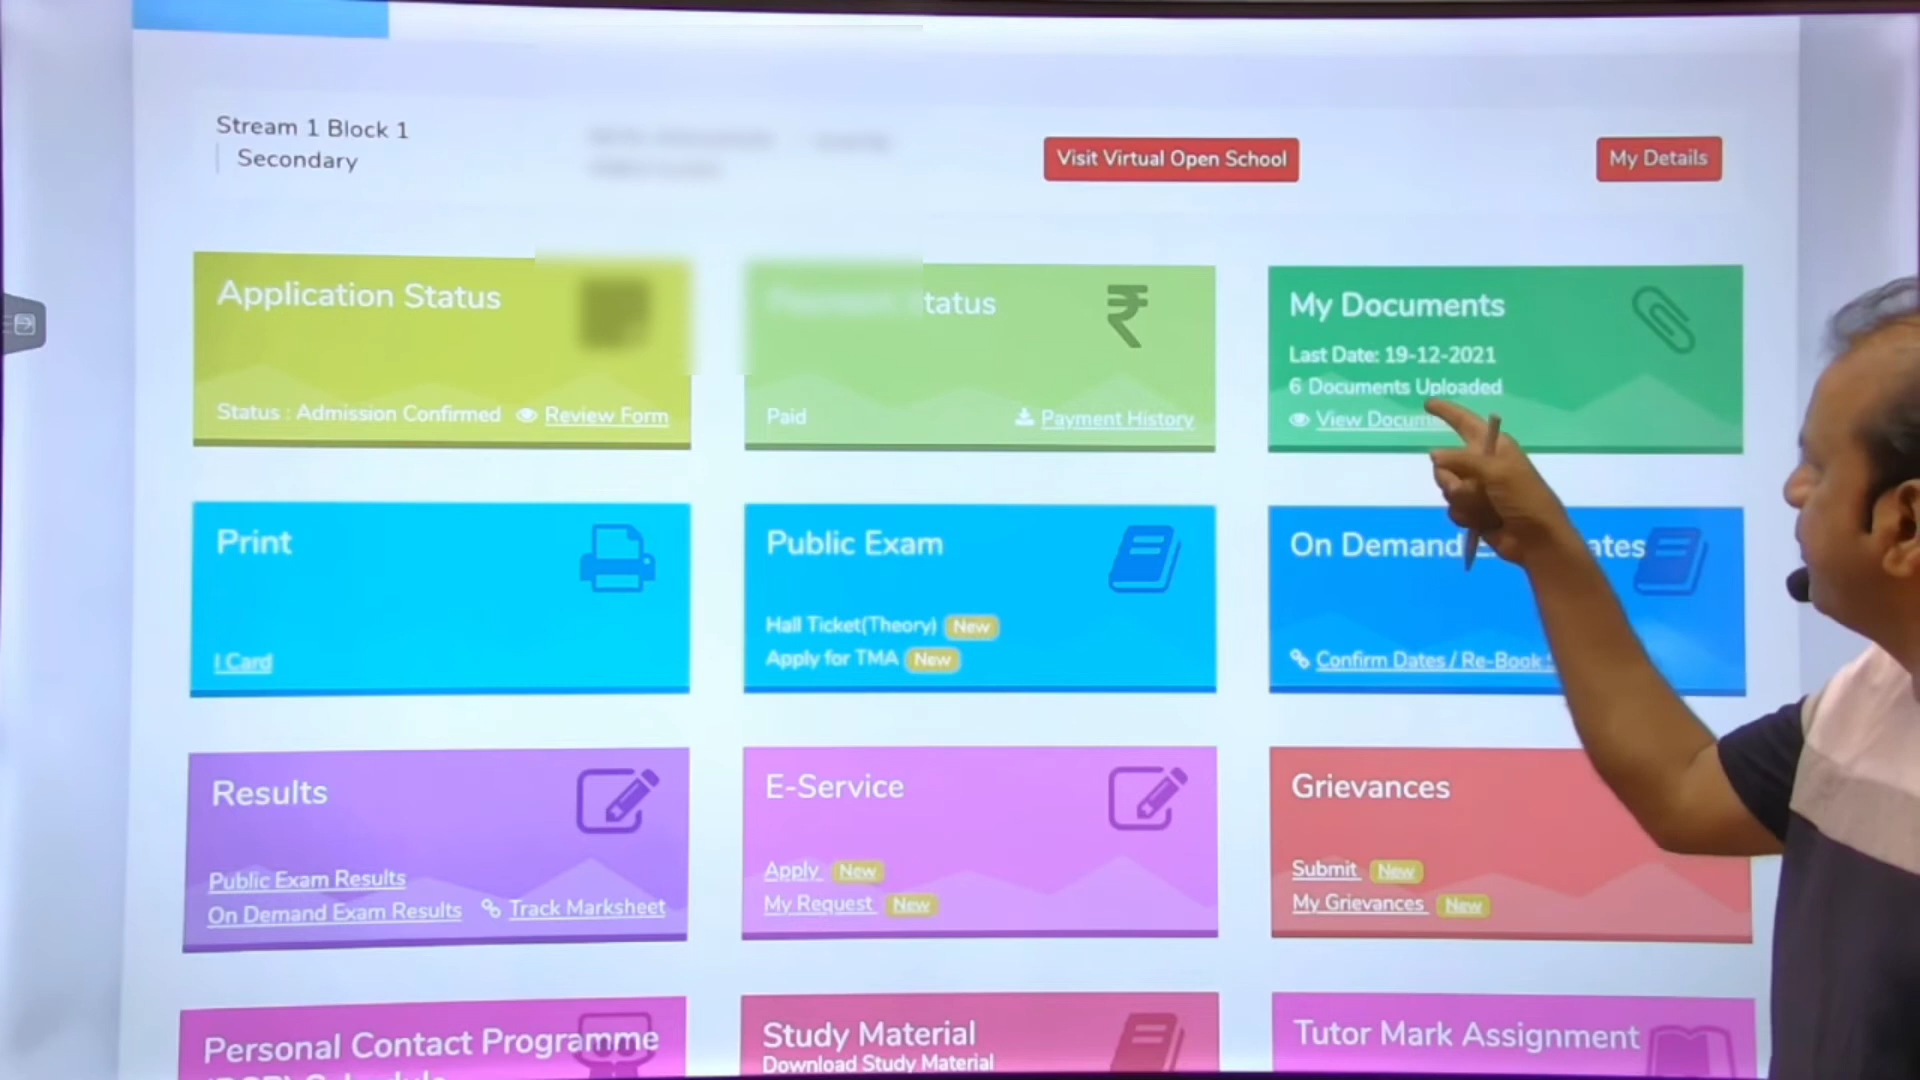 Stream 1 Block 1
Secondary
Visit Virtual Open School
My Details
Application Status
Status : Admission Confirmed
Review Form
tatus
Paid
Payment History
My Documents
Last Date: 19-12-2021
6 Documents Uploaded
View Docum
Print
I Card
Public Exam
Hall Ticket(Theory) New
Apply for TMA New
On Demand E ates
Confirm Dates / Re-Book
Results
Public Exam Results
On Demand Exam Results
Track Marksheet
E-Service
Apply New
My Request New
Grievances
Submit New
My Grievances New
Personal Contact Programme
Study Material
Download Study Material
Tutor Mark Assignment